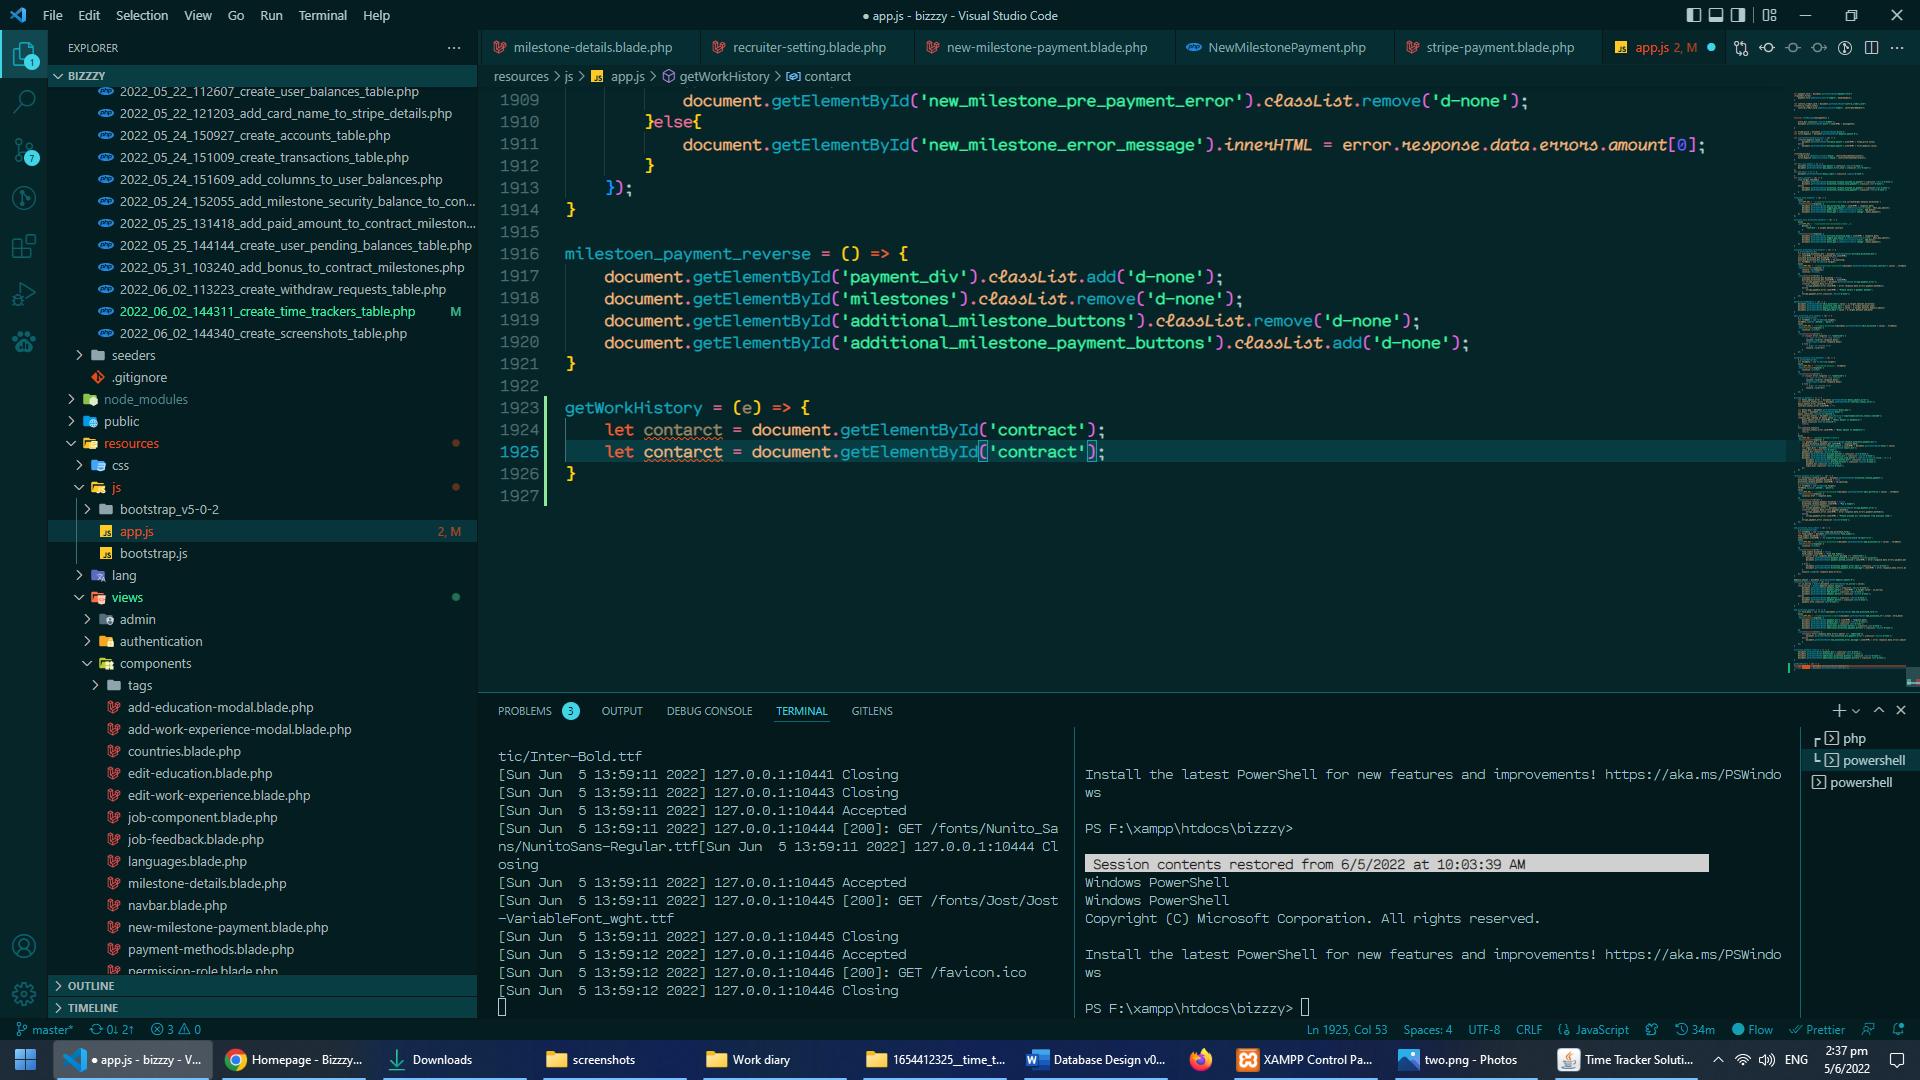 File Edit Selection View Go Run Terminal Help
● app.js - bizzzy - Visual Studio Code
EXPLORER
BIZZZY
2022_05_22_112607_create_user_balances_table.php
2022_05_22_121203_add_card_name_to_stripe_details.php
2022_05_24_150927_create_accounts_table.php
2022_05_24_151009_create_transactions_table.php
2022_05_24_151609_add_columns_to_user_balances.php
2022_05_24_152055_add_milestone_security_balance_to_con...
2022_05_25_131418_add_paid_amount_to_contract_mileston...
2022_05_25_144144_create_user_pending_balances_table.php
2022_05_31_103240_add_bonus_to_contract_milestones.php
2022_06_02_113223_create_withdraw_requests_table.php
2022_06_02_144311_create_time_trackers_table.php M
2022_06_02_144340_create_screenshots_table.php
seeders
.gitignore
node_modules
public
resources
css
js
bootstrap_v5-0-2
app.js 2, M
bootstrap.js
lang
views
admin
authentication
components
tags
add-education-modal.blade.php
add-work-experience-modal.blade.php
countries.blade.php
edit-education.blade.php
edit-work-experience.blade.php
job-component.blade.php
job-feedback.blade.php
languages.blade.php
milestone-details.blade.php
navbar.blade.php
new-milestone-payment.blade.php
payment-methods.blade.php
permission-role.blade.php
OUTLINE
TIMELINE
milestone-details.blade.php recruiter-setting.blade.php new-milestone-payment.blade.php NewMilestonePayment.php stripe-payment.blade.php app.js 2, M
resources > js > app.js > getWorkHistory > contarct
1909 document.getElementById('new_milestone_pre_payment_error').classList.remove('d-none');
1910 }else{
1911 document.getElementById('new_milestone_error_message').innerHTML = error.response.data.errors.amount[0];
1912 }
1913 });
1914 }
1915
1916 milestoen_payment_reverse = () => {
1917 document.getElementById('payment_div').classList.add('d-none');
1918 document.getElementById('milestones').classList.remove('d-none');
1919 document.getElementById('additional_milestone_buttons').classList.remove('d-none');
1920 document.getElementById('additional_milestone_payment_buttons').classList.add('d-none');
1921 }
1922
1923 getWorkHistory = (e) => {
1924 let contarct = document.getElementById('contract');
1925 let contarct = document.getElementById('contract');
1926 }
1927
PROBLEMS 3 OUTPUT DEBUG CONSOLE TERMINAL GITLENS
tic/Inter-Bold.ttf
[Sun Jun  5 13:59:11 2022] 127.0.0.1:10441 Closing
[Sun Jun  5 13:59:11 2022] 127.0.0.1:10443 Closing
[Sun Jun  5 13:59:11 2022] 127.0.0.1:10444 Accepted
[Sun Jun  5 13:59:11 2022] 127.0.0.1:10444 [200]: GET /fonts/Nunito_Sa
ns/NunitoSans-Regular.ttf[Sun Jun  5 13:59:11 2022] 127.0.0.1:10444 Cl
osing
[Sun Jun  5 13:59:11 2022] 127.0.0.1:10445 Accepted
[Sun Jun  5 13:59:11 2022] 127.0.0.1:10445 [200]: GET /fonts/Jost/Jost
-VariableFont_wght.ttf
[Sun Jun  5 13:59:11 2022] 127.0.0.1:10445 Closing
[Sun Jun  5 13:59:12 2022] 127.0.0.1:10446 Accepted
[Sun Jun  5 13:59:12 2022] 127.0.0.1:10446 [200]: GET /favicon.ico
[Sun Jun  5 13:59:12 2022] 127.0.0.1:10446 Closing
Install the latest PowerShell for new features and improvements! https://aka.ms/PSWindo
ws
PS F:\xampp\htdocs\bizzzy>
Session contents restored from 6/5/2022 at 10:03:39 AM
Windows PowerShell
Windows PowerShell
Copyright (C) Microsoft Corporation. All rights reserved.
Install the latest PowerShell for new features and improvements! https://aka.ms/PSWindo
ws
PS F:\xampp\htdocs\bizzzy>
php
powershell
powershell
1
7
master* 0↓ 2↑ 3 0
Ln 1925, Col 53 Spaces: 4 UTF-8 CRLF JavaScript 34m Flow Prettier
● app.js - bizzzy - V... Homepage - Bizzzy... Downloads screenshots Work diary 1654412325__time_t... Database Design v0... XAMPP Control Pa... two.png - Photos Time Tracker Soluti... ENG
2:37 pm
5/6/2022